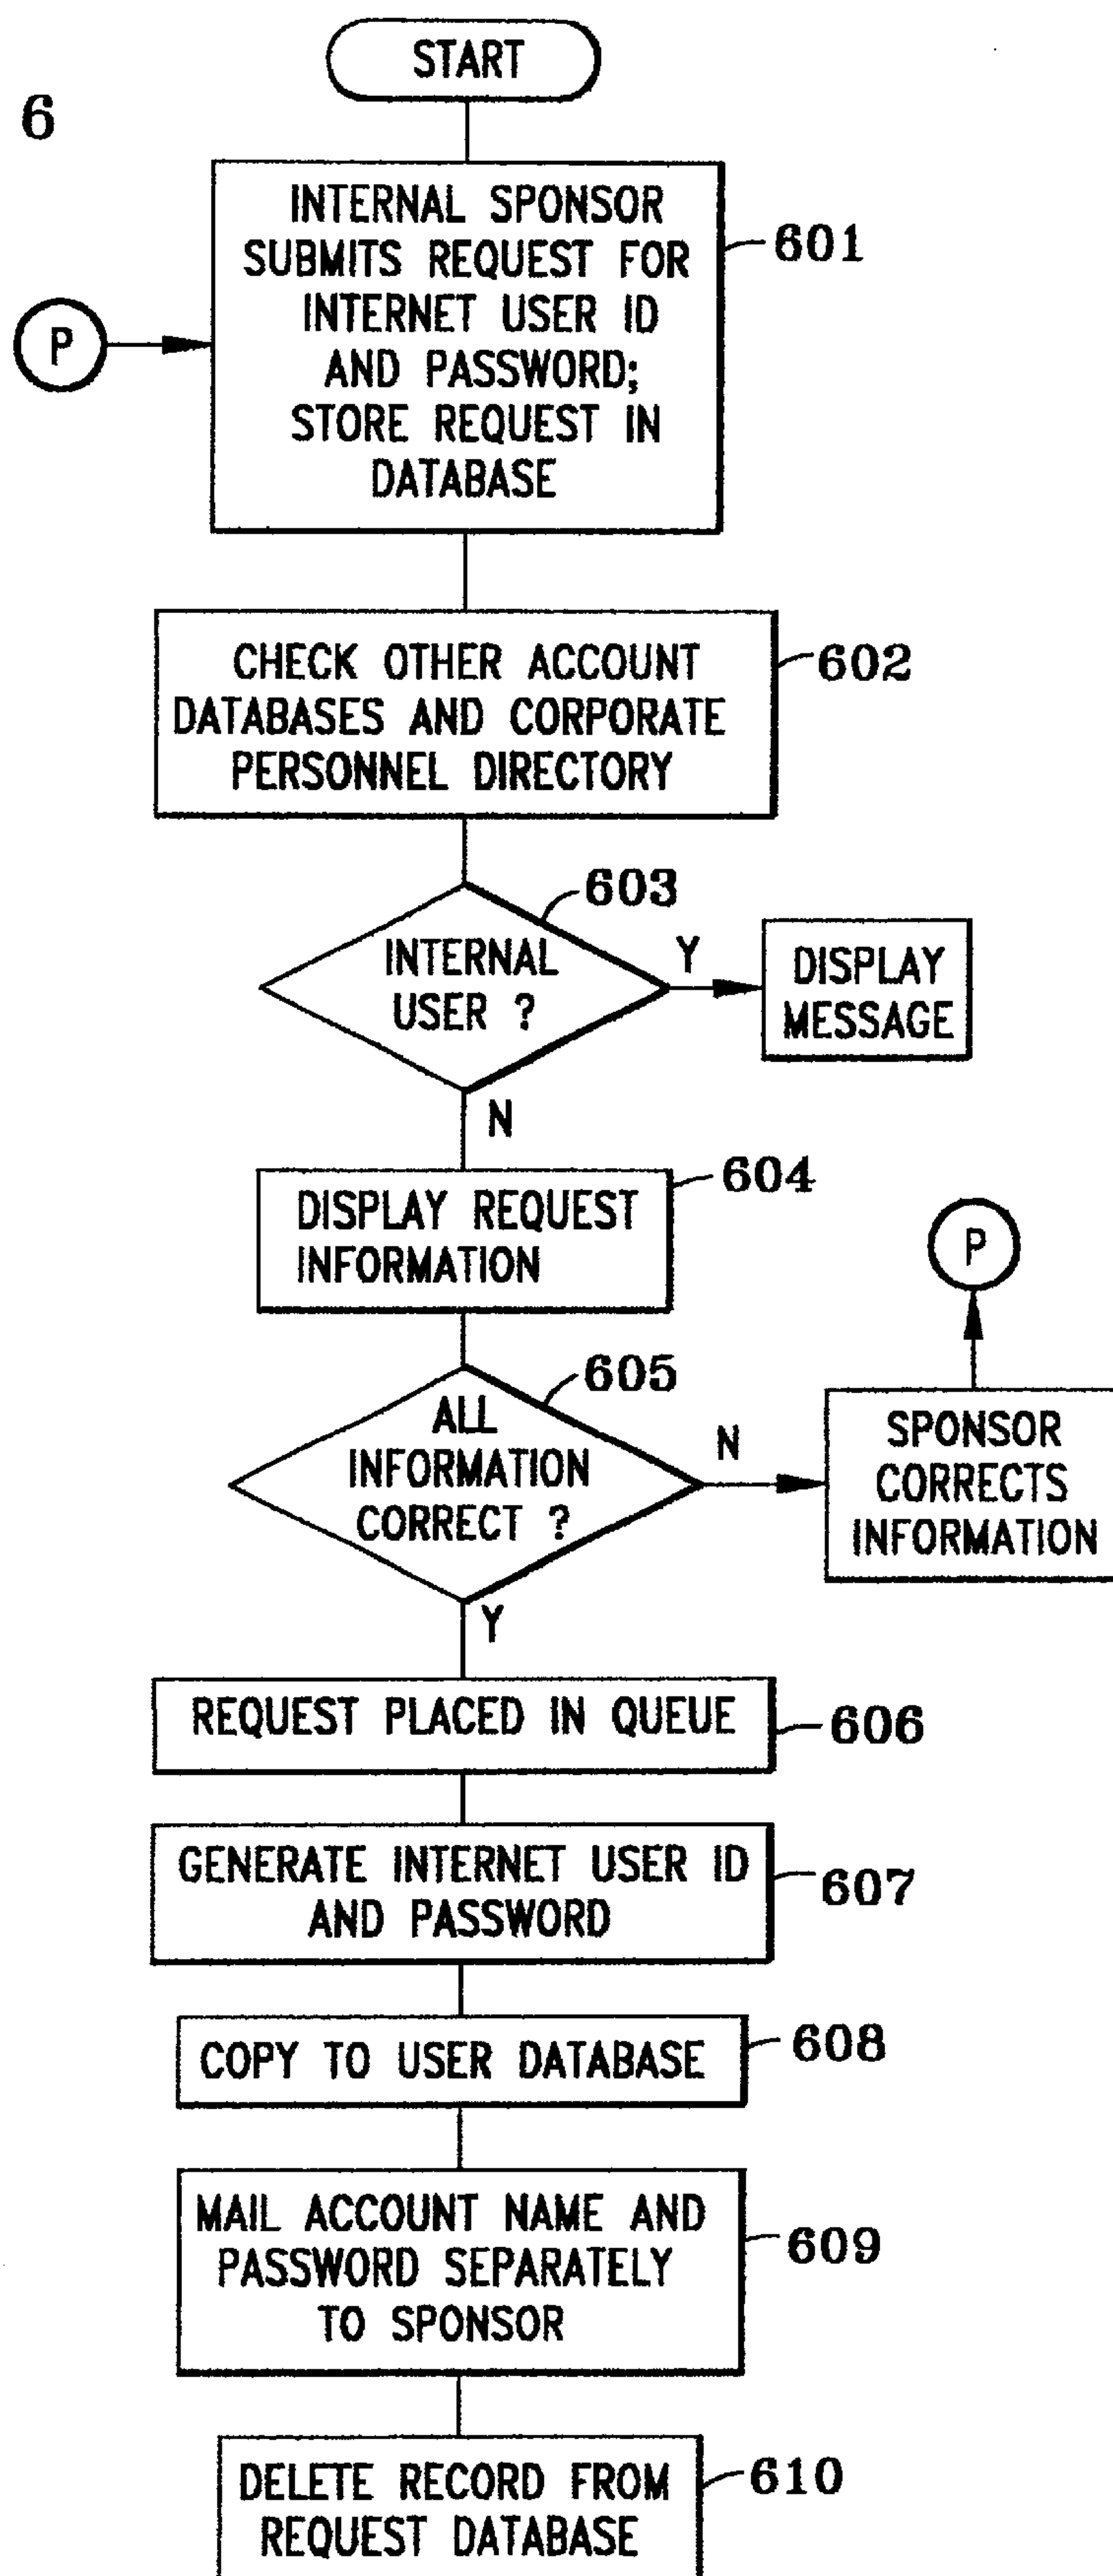 6
START
INTERNAL SPONSOR
SUBMITS REQUEST FOR
INTERNET USER ID
AND PASSWORD;
STORE REQUEST IN
DATABASE
601
P
CHECK OTHER ACCOUNT
DATABASES AND CORPORATE
PERSONNEL DIRECTORY
602
603
INTERNAL
USER ?
Y
DISPLAY
MESSAGE
N
604
DISPLAY REQUEST
INFORMATION
P
605
ALL
INFORMATION
CORRECT ?
N
SPONSOR
CORRECTS
INFORMATION
Y
REQUEST PLACED IN QUEUE
606
GENERATE INTERNET USER ID
AND PASSWORD
607
COPY TO USER DATABASE
608
MAIL ACCOUNT NAME AND
PASSWORD SEPARATELY
TO SPONSOR
609
DELETE RECORD FROM
REQUEST DATABASE
610